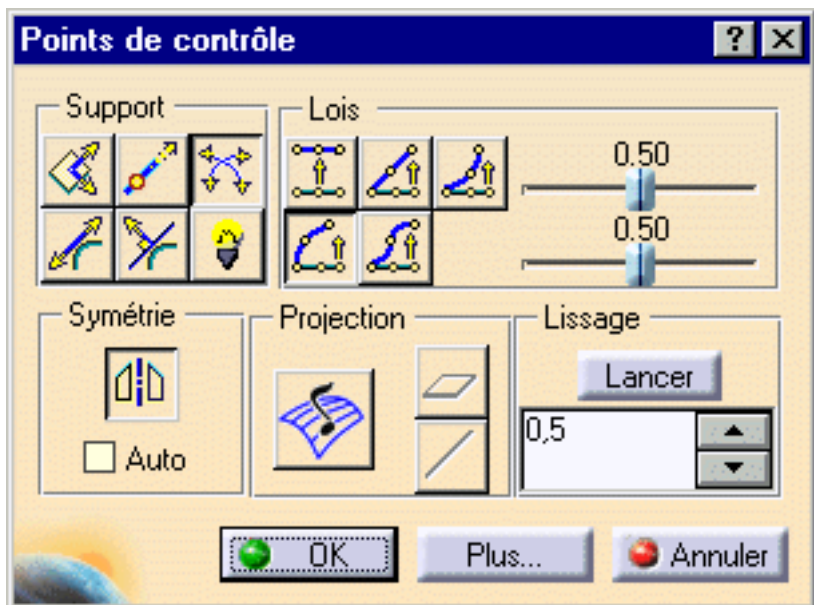 Points de contrôle
Support
Lois
0.50
0.50
Symétrie
Auto
Projection
Lissage
Lancer
0,5
OK
Plus...
Annuler